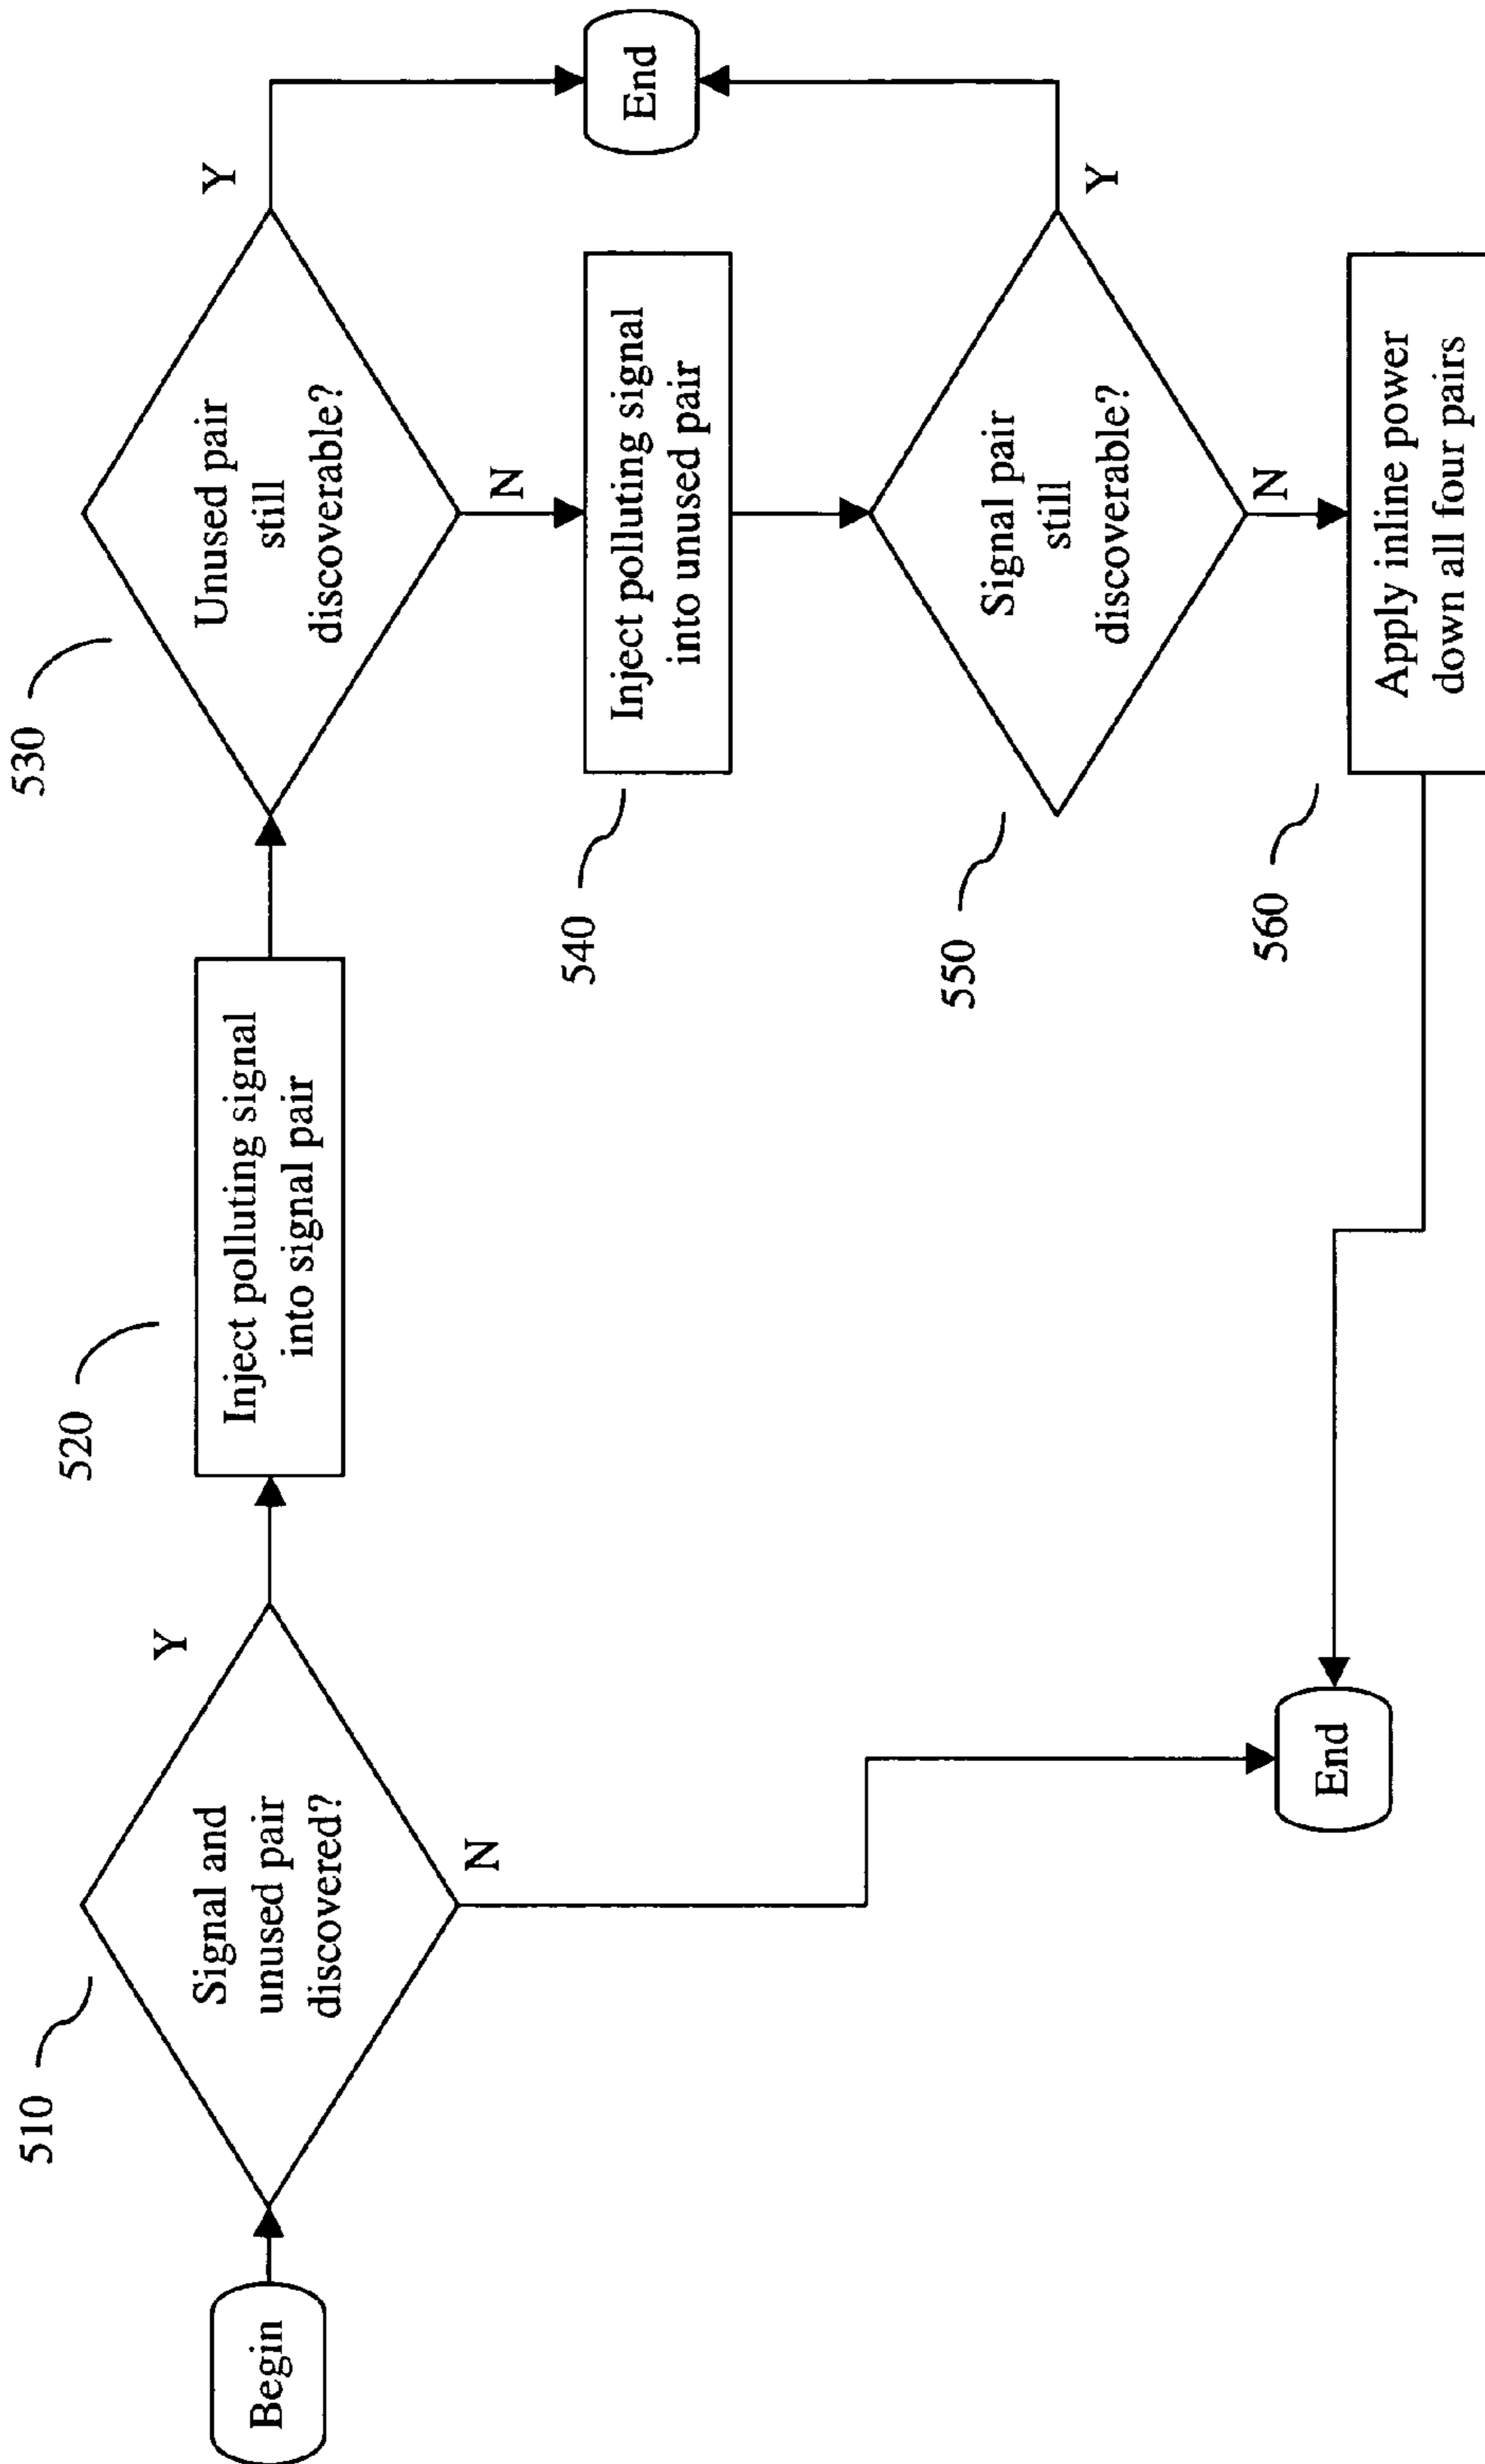 Begin
510
Signal and
unused pair
discovered?
Y
N
520
Inject polluting signal
into signal pair
530
Unused pair
still
discoverable?
Y
N
End
540
Inject polluting signal
into unused pair
550
Signal pair
still
discoverable?
Y
N
560
Apply inline power
down all four pairs
End